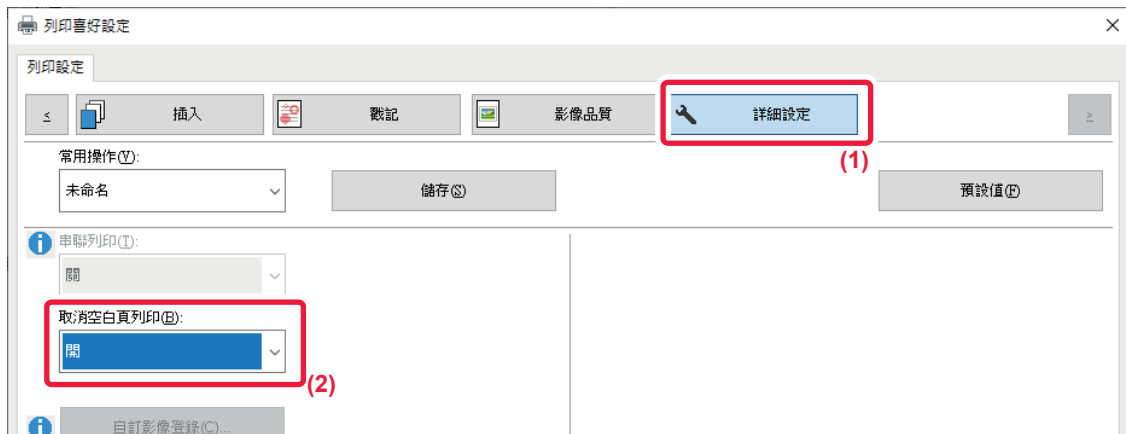 列印喜好設定
列印設定
≤ 插入 戳記 影像品質 詳細設定 ≥
(1)
常用操作(V):
未命名 儲存(S) 預設值(F)
串聯列印(T):
關
取消空白頁列印(B):
開
(2)
自訂影像登錄(C)...